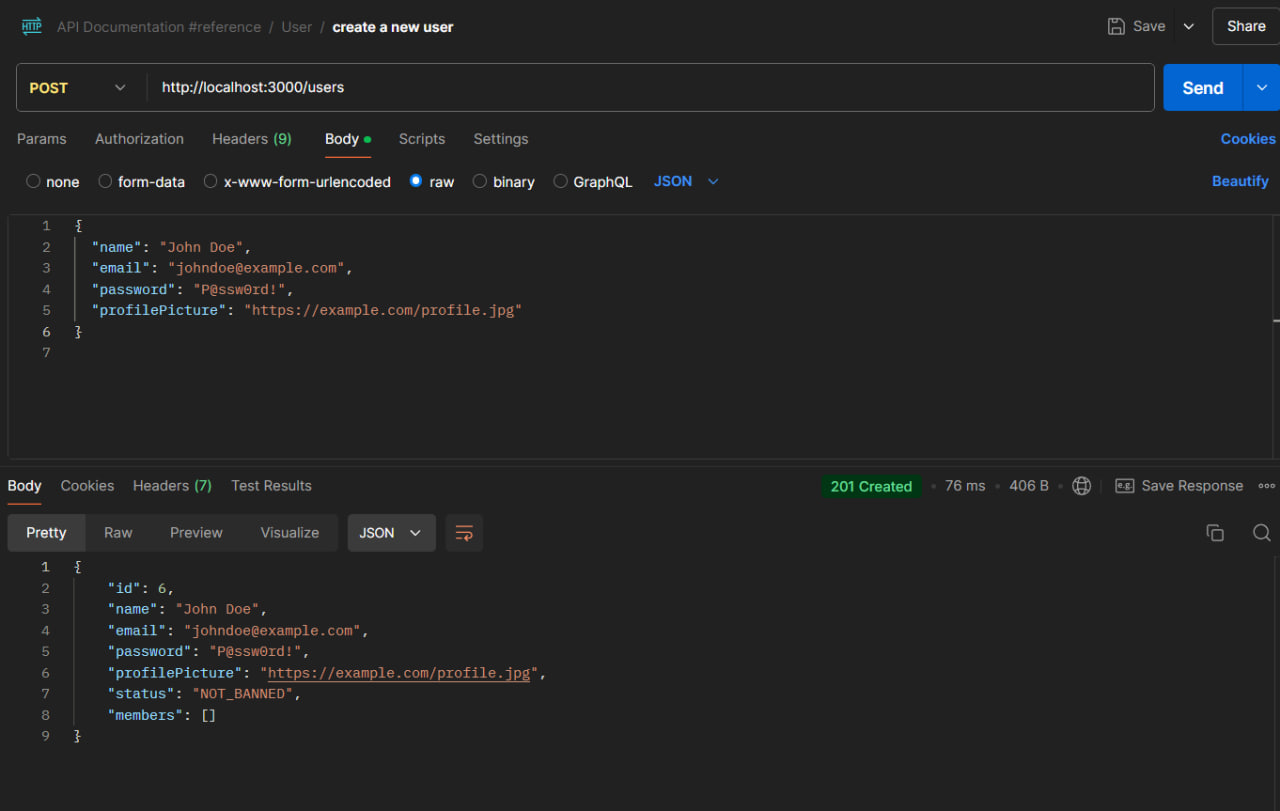 HTTP API Documentation #reference / User / create a new user Save Share
POST http://localhost:3000/users Send
Params Authorization Headers (9) Body Scripts Settings Cookies
none form-data x-www-form-urlencoded raw binary GraphQL JSON Beautify
1 {
2 "name": "John Doe",
3 "email": "johndoe@example.com",
4 "password": "P@ssw0rd!",
5 "profilePicture": "https://example.com/profile.jpg"
6 }
7
Body Cookies Headers (7) Test Results 201 Created • 76 ms • 406 B • e.g. Save Response
Pretty Raw Preview Visualize JSON
1 {
2 "id": 6,
3 "name": "John Doe",
4 "email": "johndoe@example.com",
5 "password": "P@ssw0rd!",
6 "profilePicture": "https://example.com/profile.jpg",
7 "status": "NOT_BANNED",
8 "members": []
9 }